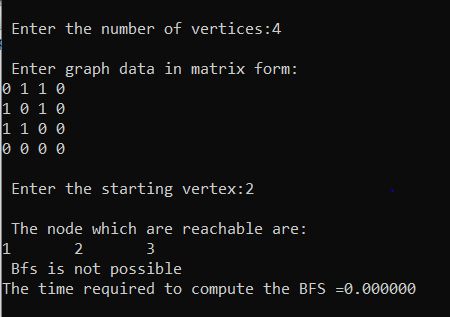 Enter the number of vertices:4
Enter graph data in matrix form:
0 1 1 0
1 0 1 0
1 1 0 0
0 0 0 0
Enter the starting vertex:2
The node which are reachable are:
1 2 3
Bfs is not possible
The time required to compute the BFS =0.000000